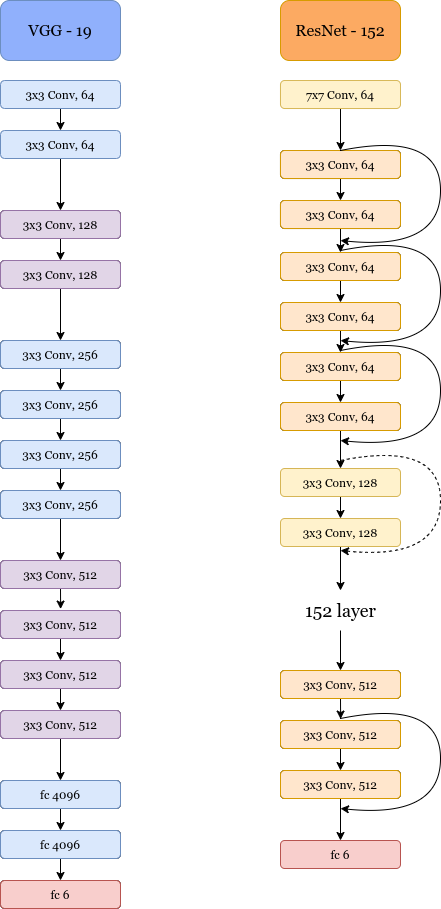 VGG - 19
3x3 Conv, 64
3x3 Conv, 64
3x3 Conv, 128
3x3 Conv, 128
3x3 Conv, 256
3x3 Conv, 256
3x3 Conv, 256
3x3 Conv, 256
3x3 Conv, 512
3x3 Conv, 512
3x3 Conv, 512
3x3 Conv, 512
fc 4096
fc 4096
fc 6
ResNet - 152
7x7 Conv, 64
3x3 Conv, 64
3x3 Conv, 64
3x3 Conv, 64
3x3 Conv, 64
3x3 Conv, 64
3x3 Conv, 64
3x3 Conv, 128
3x3 Conv, 128
152 layer
3x3 Conv, 512
3x3 Conv, 512
3x3 Conv, 512
fc 6